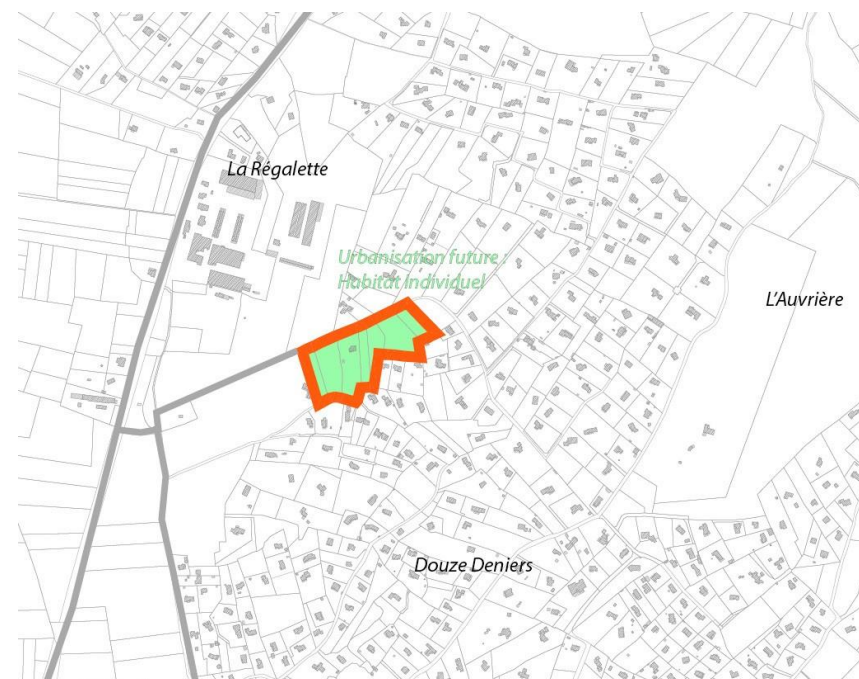 La Régalette
Urbanisation future :
Habitat Individuel
L'Auvrière
Douze Deniers